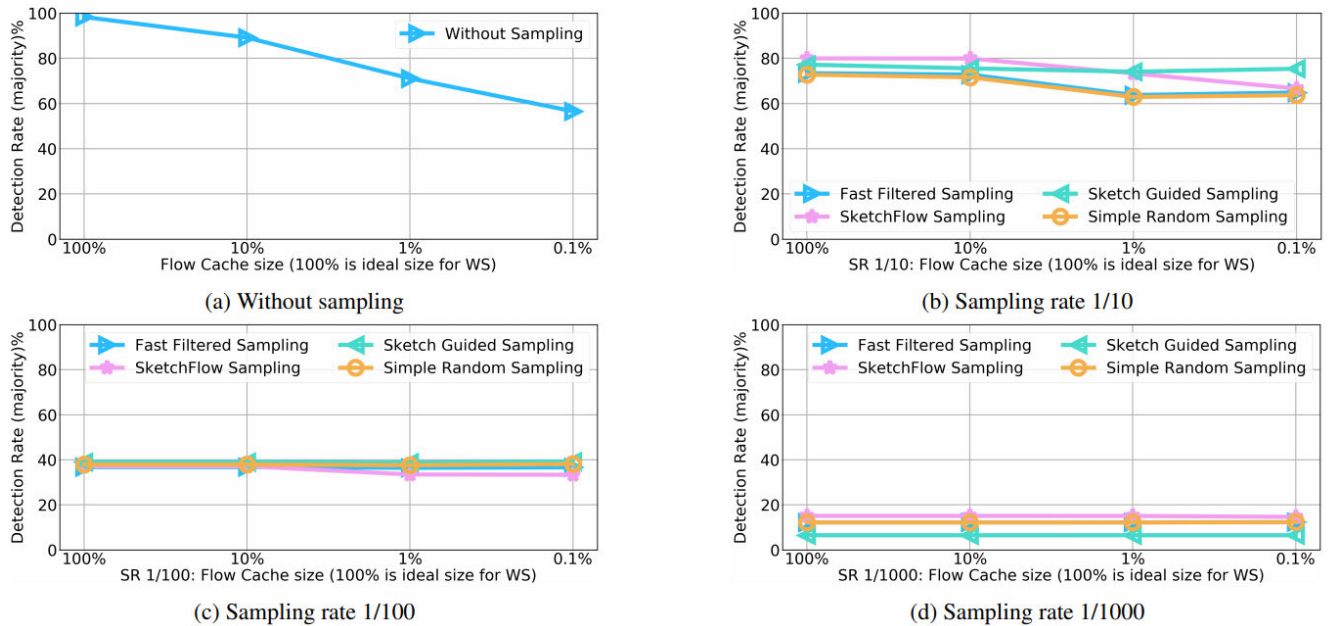 Detection Rate (majority)%
100
80
60
40
20
0
Without Sampling
100% 10% 1% 0.1%
Flow Cache size (100% is ideal size for WS)
(a) Without sampling
Detection Rate (majority)%
100
80
60
40
20
0
Fast Filtered Sampling Sketch Guided Sampling
SketchFlow Sampling Simple Random Sampling
100% 10% 1% 0.1%
SR 1/10: Flow Cache size (100% is ideal size for WS)
(b) Sampling rate 1/10
Detection Rate (majority)%
100
80
60
40
20
0
Fast Filtered Sampling Sketch Guided Sampling
SketchFlow Sampling Simple Random Sampling
100% 10% 1% 0.1%
SR 1/100: Flow Cache size (100% is ideal size for WS)
(c) Sampling rate 1/100
Detection Rate (majority)%
100
80
60
40
20
0
Fast Filtered Sampling Sketch Guided Sampling
SketchFlow Sampling Simple Random Sampling
100% 10% 1% 0.1%
SR 1/1000: Flow Cache size (100% is ideal size for WS)
(d) Sampling rate 1/1000